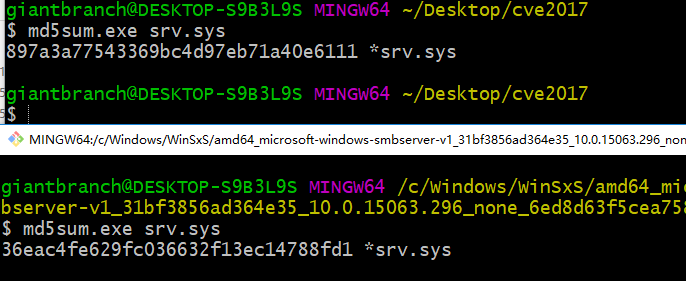 giantbranch@DESKTOP-S9B3L9S MINGW64 ~/Desktop/cve2017
$ md5sum.exe srv.sys
897a3a77543369bc4d97eb71a40e6111 *srv.sys
giantbranch@DESKTOP-S9B3L9S MINGW64 ~/Desktop/cve2017
$
MINGW64:/c/Windows/WinSxS/amd64_microsoft-windows-smbserver-v1_31bf3856ad364e35_10.0.15063.296_none
giantbranch@DESKTOP-S9B3L9S MINGW64 /c/Windows/WinSxS/amd64_mi
bserver-v1_31bf3856ad364e35_10.0.15063.296_none_6ed8d63f5cea758
$ md5sum.exe srv.sys
36eac4fe629fc036632f13ec14788fd1 *srv.sys